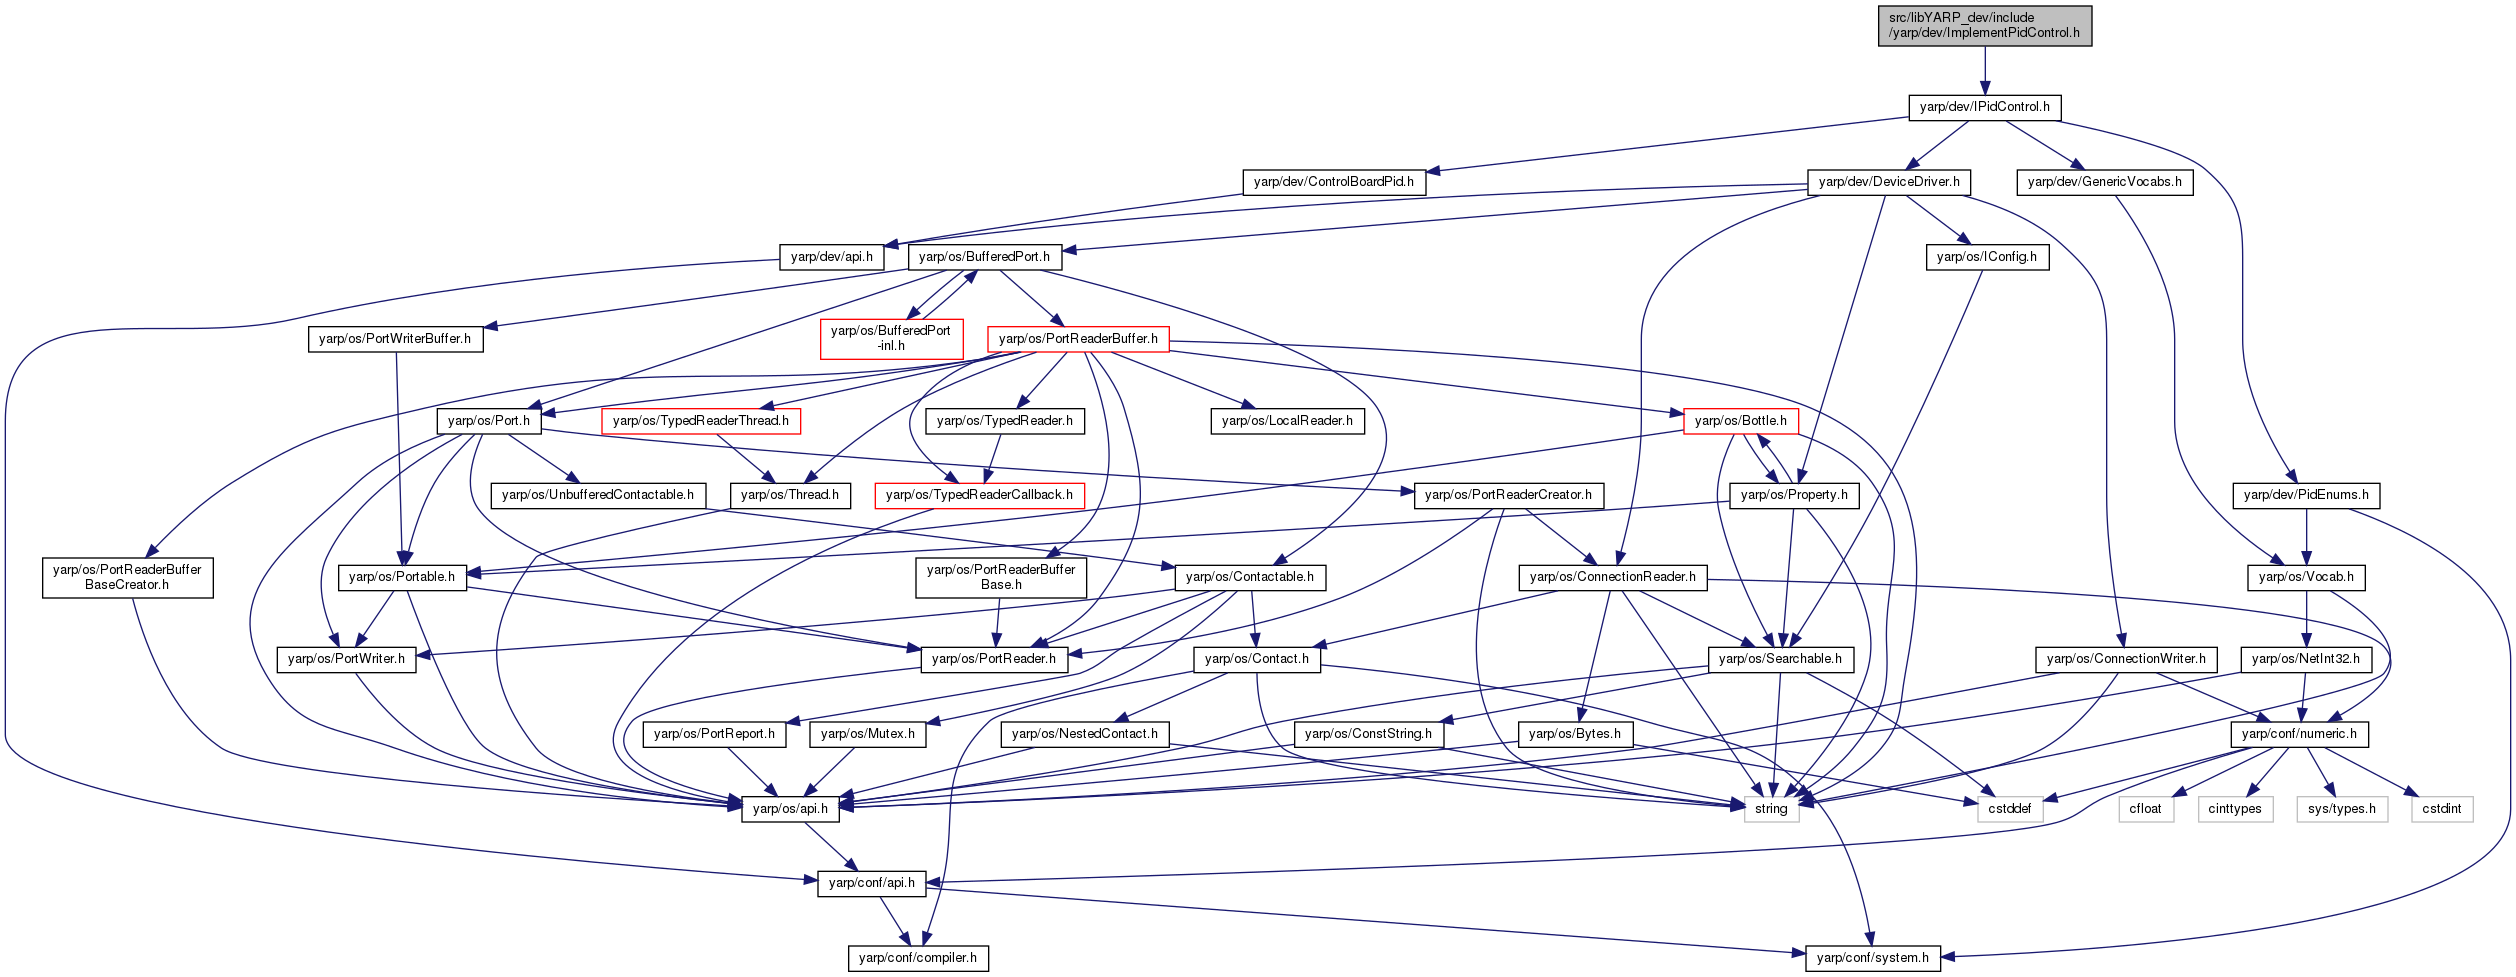 src/libYARP_dev/include
/yarp/dev/ImplementPidControl.h
yarp/dev/IPidControl.h
yarp/dev/ControlBoardPid.h
yarp/dev/DeviceDriver.h
yarp/dev/GenericVocabs.h
yarp/dev/api.h
yarp/os/BufferedPort.h
yarp/os/IConfig.h
yarp/os/PortWriterBuffer.h
yarp/os/BufferedPort
-inl.h
yarp/os/PortReaderBuffer.h
yarp/os/Port.h
yarp/os/TypedReaderThread.h
yarp/os/TypedReader.h
yarp/os/LocalReader.h
yarp/os/Bottle.h
yarp/os/UnbufferedContactable.h
yarp/os/Thread.h
yarp/os/TypedReaderCallback.h
yarp/os/PortReaderCreator.h
yarp/os/Property.h
yarp/dev/PidEnums.h
yarp/os/PortReaderBuffer
BaseCreator.h
yarp/os/Portable.h
yarp/os/PortReaderBuffer
Base.h
yarp/os/Contactable.h
yarp/os/ConnectionReader.h
yarp/os/Vocab.h
yarp/os/PortWriter.h
yarp/os/PortReader.h
yarp/os/Contact.h
yarp/os/Searchable.h
yarp/os/ConnectionWriter.h
yarp/os/NetInt32.h
yarp/os/PortReport.h
yarp/os/Mutex.h
yarp/os/NestedContact.h
yarp/os/ConstString.h
yarp/os/Bytes.h
yarp/conf/numeric.h
yarp/os/api.h
string
cstddef
cfloat
cinttypes
sys/types.h
cstdint
yarp/conf/api.h
yarp/conf/compiler.h
yarp/conf/system.h